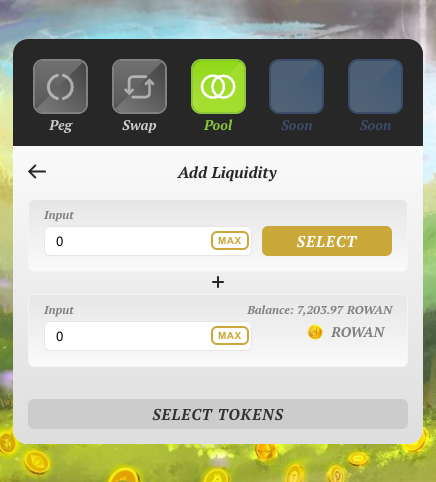 Peg Swap Pool Soon Soon
Add Liquidity
Input
0 MAX SELECT
+
Input Balance: 7,203.97 ROWAN
0 MAX ROWAN
SELECT TOKENS